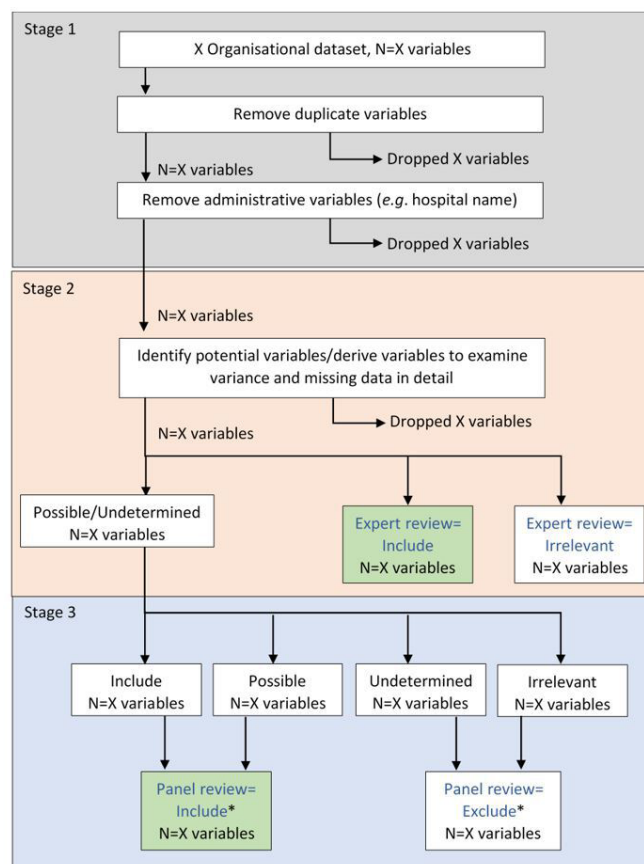 Stage 1
X Organisational dataset, N=X variables
Remove duplicate variables
Dropped X variables
N=X variables
Remove administrative variables (e.g. hospital name)
Dropped X variables
Stage 2
N=X variables
Identify potential variables/derive variables to examine
variance and missing data in detail
Dropped X variables
N=X variables
Possible/Undetermined
N=X variables
Expert review=
Include
N=X variables
Expert review=
Irrelevant
N=X variables
Stage 3
Include
N=X variables
Possible
N=X variables
Undetermined
N=X variables
Irrelevant
N=X variables
Panel review=
Include*
N=X variables
Panel review=
Exclude*
N=X variables